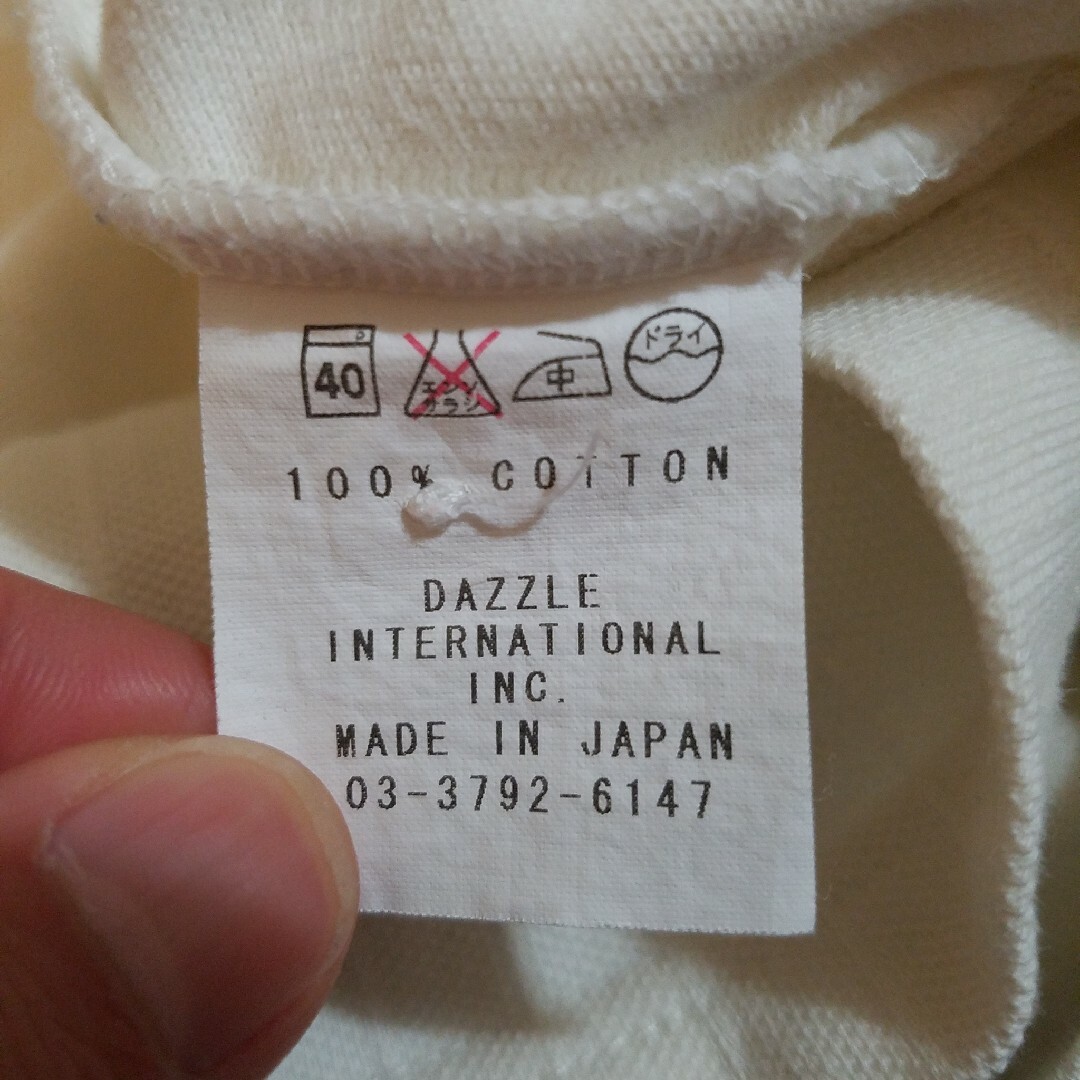 40 エンソ サラシ 中 ドライ
100% COTTON
DAZZLE
INTERNATIONAL
INC.
MADE IN JAPAN
03-3792-6147